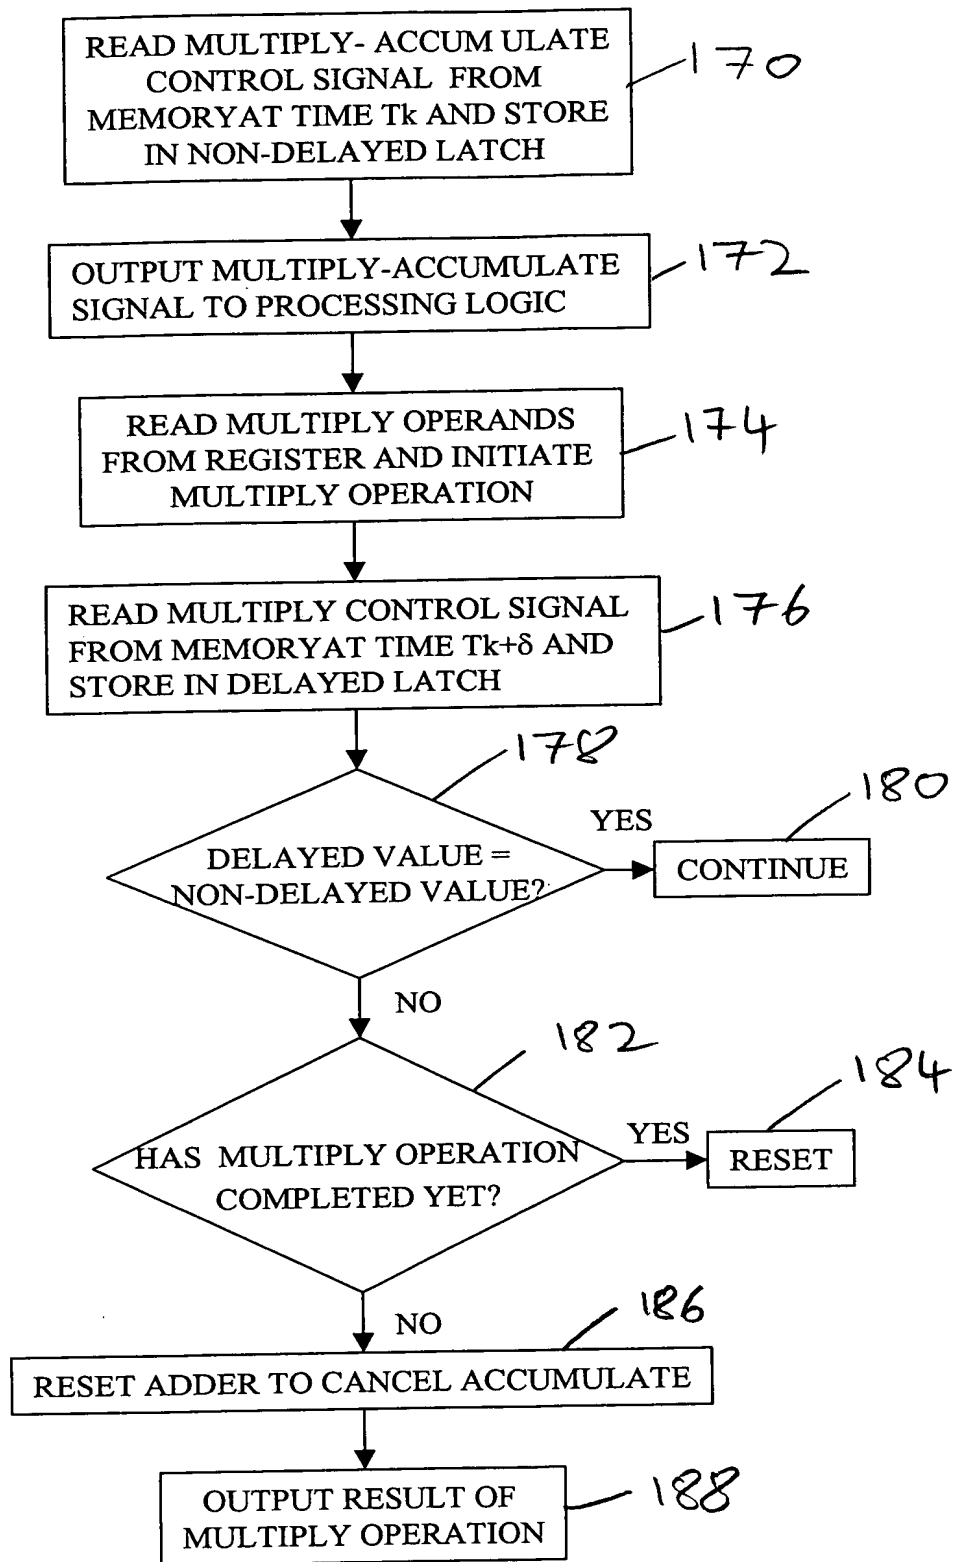 READ MULTIPLY- ACCUM ULATE
CONTROL SIGNAL FROM
MEMORYAT TIME Tk AND STORE
IN NON-DELAYED LATCH
170
OUTPUT MULTIPLY-ACCUMULATE
SIGNAL TO PROCESSING LOGIC
172
READ MULTIPLY OPERANDS
FROM REGISTER AND INITIATE
MULTIPLY OPERATION
174
READ MULTIPLY CONTROL SIGNAL
FROM MEMORYAT TIME Tk+δ AND
STORE IN DELAYED LATCH
176
178
DELAYED VALUE =
NON-DELAYED VALUE?
YES
180
CONTINUE
NO
182
HAS MULTIPLY OPERATION
COMPLETED YET?
YES
184
RESET
NO
186
RESET ADDER TO CANCEL ACCUMULATE
OUTPUT RESULT OF
MULTIPLY OPERATION
188